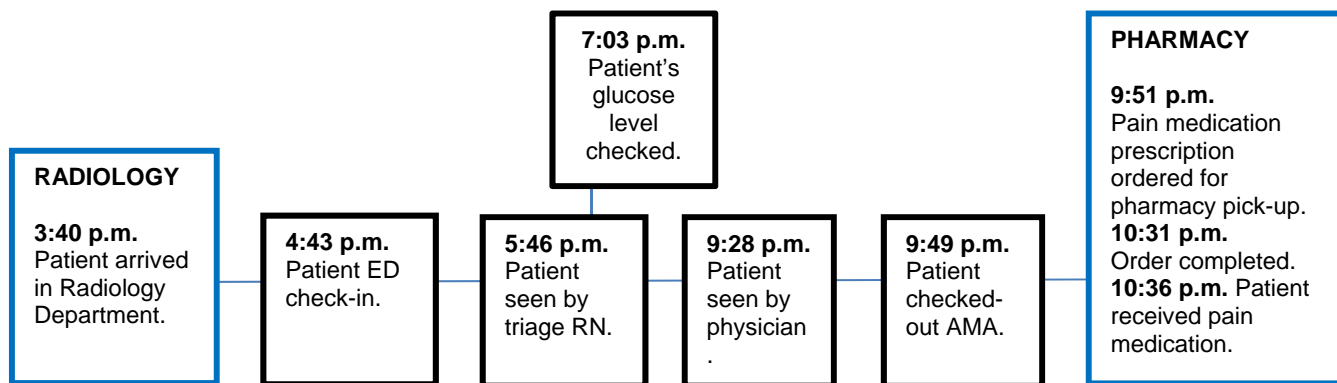 RADIOLOGY
3:40 p.m.
Patient arrived
in Radiology
Department.
4:43 p.m.
Patient ED
check-in.
7:03 p.m.
Patient’s
glucose
level
checked.
5:46 p.m.
Patient
seen by
triage RN.
9:28 p.m.
Patient
seen by
physician
.
9:49 p.m.
Patient
checked-
out AMA.
PHARMACY
9:51 p.m.
Pain medication
prescription
ordered for
pharmacy pick-up.
10:31 p.m.
Order completed.
10:36 p.m. Patient
received pain
medication.